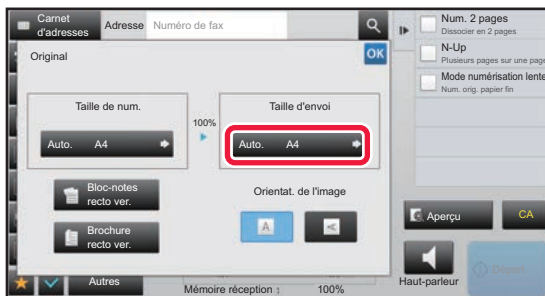 Carnet
d'adresses
Adresse
Numéro de fax
Original
OK
Taille de num.
100%
Taille d'envoi
Auto. A4
Auto. A4
Bloc-notes
recto ver.
Orientat. de l'image
A
A
Brochure
recto ver.
Autres
Mémoire réception :
100%
Num. 2 pages
Dissocier en 2 pages
N-Up
Plusieurs pages sur une page
Mode numérisation lente
Num. orig. papier fin
Aperçu
CA
Haut-parleur
Départ